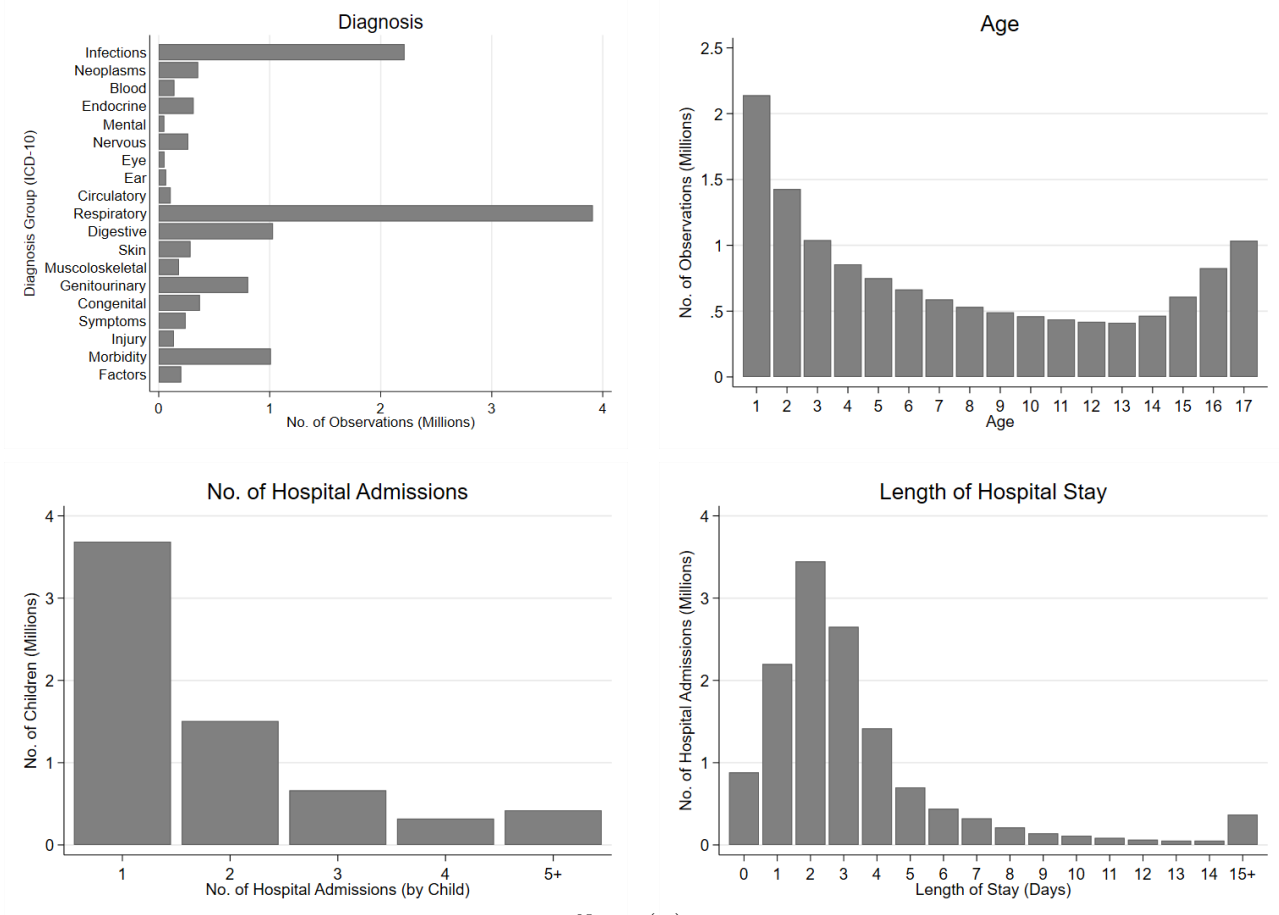 Diagnosis
Diagnosis Group (ICD-10)
Infections
Neoplasms
Blood
Endocrine
Mental
Nervous
Eye
Ear
Circulatory
Respiratory
Digestive
Skin
Muscoloskeletal
Genitourinary
Congenital
Symptoms
Injury
Morbidity
Factors
0 1 2 3 4
No. of Observations (Millions)
Age
No. of Observations (Millions)
2.5
2
1.5
1
.5
0
1 2 3 4 5 6 7 8 9 10 11 12 13 14 15 16 17
Age
No. of Hospital Admissions
No. of Children (Millions)
4
3
2
1
0
1 2 3 4 5+
No. of Hospital Admissions (by Child)
Length of Hospital Stay
No. of Hospital Admissions (Millions)
4
3
2
1
0
0 1 2 3 4 5 6 7 8 9 10 11 12 13 14 15+
Length of Stay (Days)